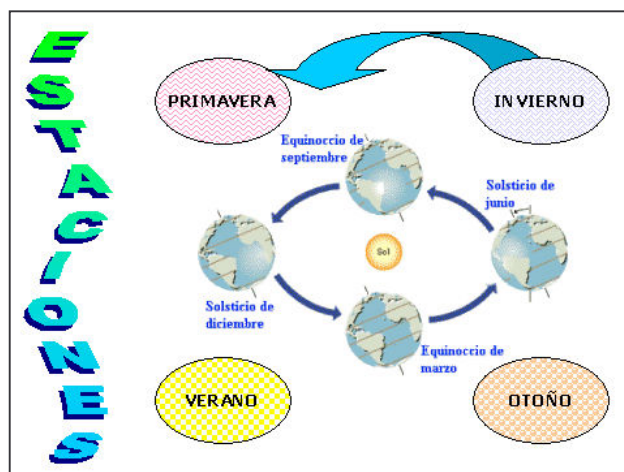 ESTACIONES
PRIMAVERA
INVIERNO
Equinoccio de
septiembre
Solsticio de
junio
Sol
Solsticio de
diciembre
Equinoccio de
marzo
VERANO
OTOÑO